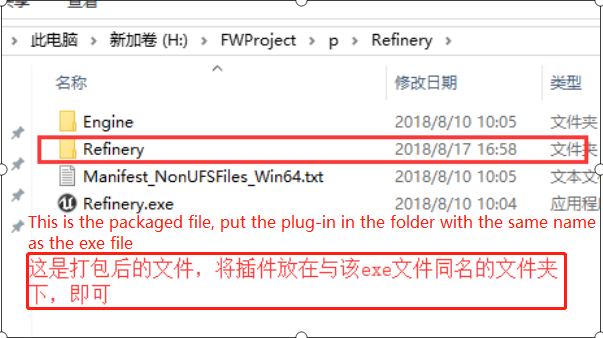 此电脑 › 新加卷 (H:) › FWProject › p › Refinery ›
名称 修改日期 类型
Engine 2018/8/10 10:05 文件夹
Refinery 2018/8/17 16:58 文件夹
Manifest_NonUFSFiles_Win64.txt 2018/8/10 10:05 文本文
Refinery.exe 2018/8/10 10:04 应用程
This is the packaged file, put the plug-in in the folder with the same name
as the exe file
这是打包后的文件，将插件放在与该exe文件同名的文件夹
下，即可